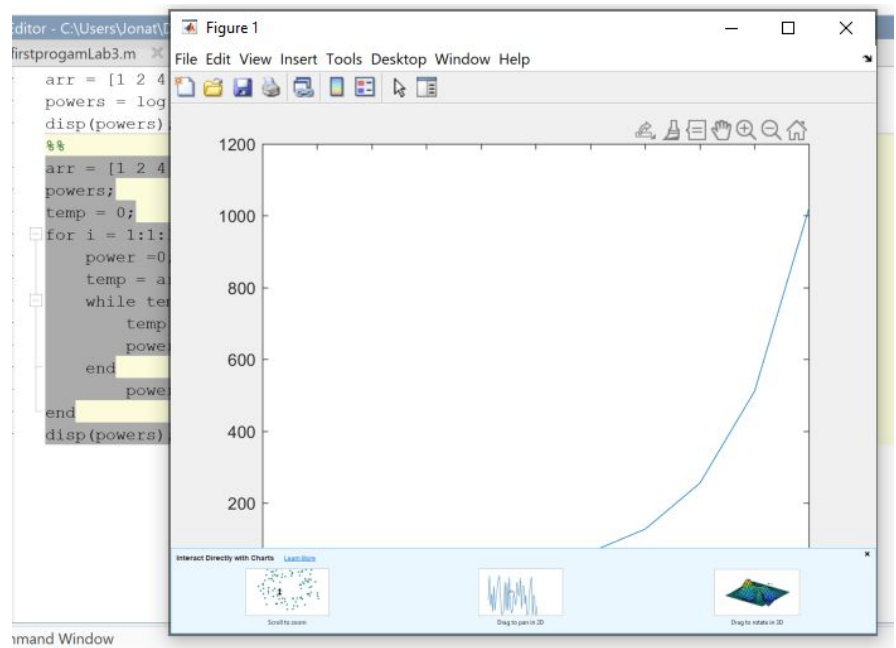 Editor - C:\Users\Jonat\D
Figure 1
firstprogamLab3.m
File Edit View Insert Tools Desktop Window Help
arr = [1 2 4
powers = log
disp(powers)
%%
arr = [1 2 4
powers;
temp = 0;
for i = 1:1:
power =0
temp = a
while te
temp
powe
end
powe
end
disp(powers)
1200
1000
800
600
400
200
Interact Directly with Charts Learn More
Scroll to zoom
Drag to pan in 2D
Drag to rotate in 3D
mmand Window